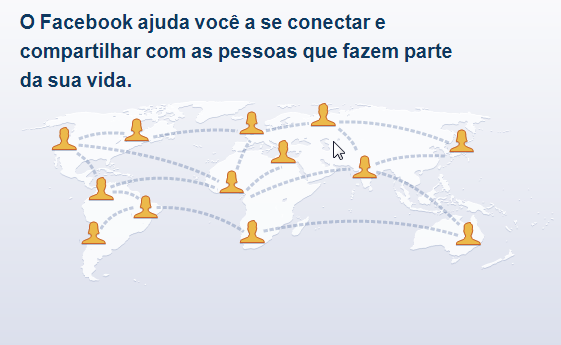 O Facebook ajuda você a se conectar e
compartilhar com as pessoas que fazem parte
da sua vida.